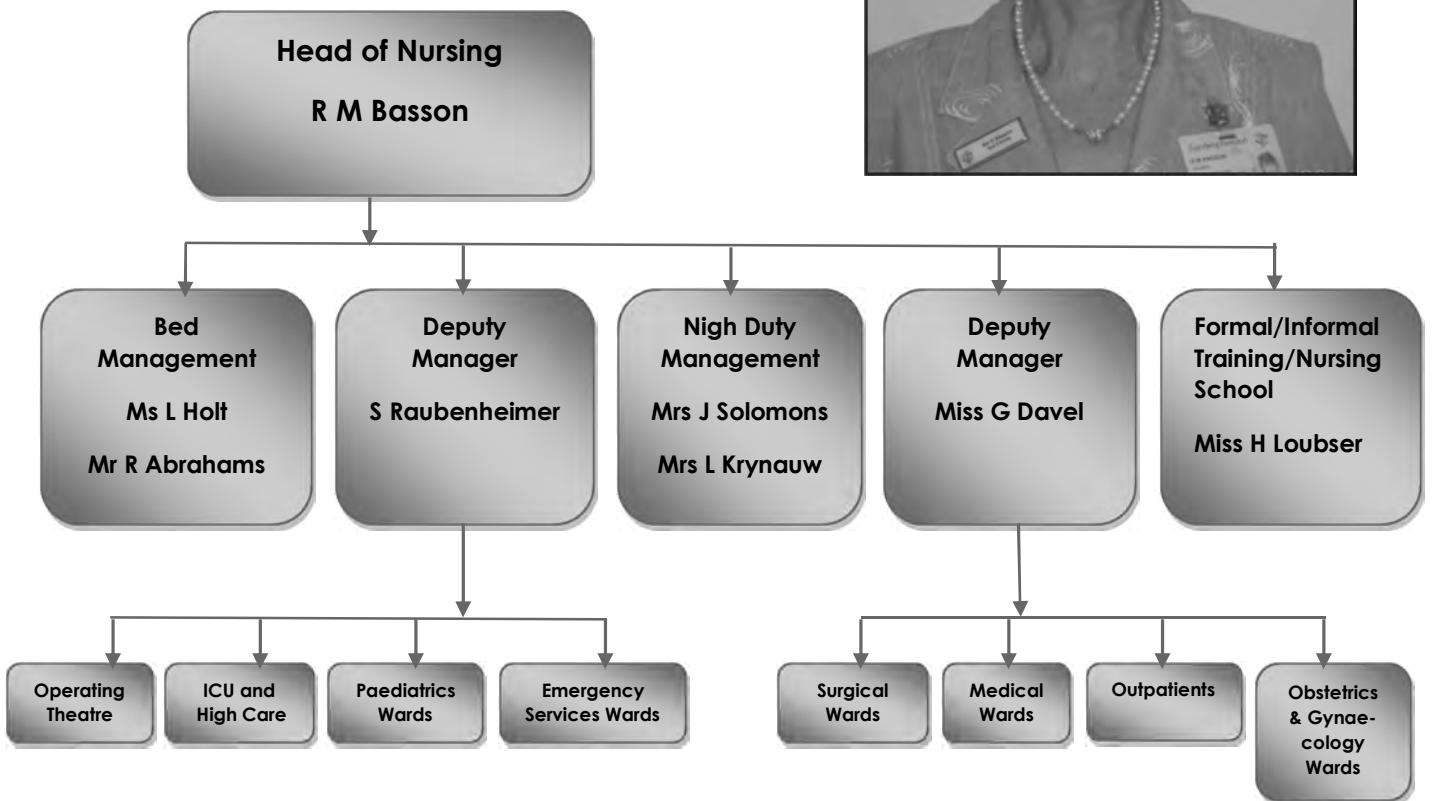 Head of Nursing
R M Basson
Bed
Management
Ms L Holt
Mr R Abrahams
Deputy
Manager
S Raubenheimer
Nigh Duty
Management
Mrs J Solomons
Mrs L Krynauw
Deputy
Manager
Miss G Davel
Formal/Informal
Training/Nursing
School
Miss H Loubser
Operating
Theatre
ICU and
High Care
Paediatrics
Wards
Emergency
Services Wards
Surgical
Wards
Medical
Wards
Outpatients
Obstetrics
& Gynae-
cology
Wards